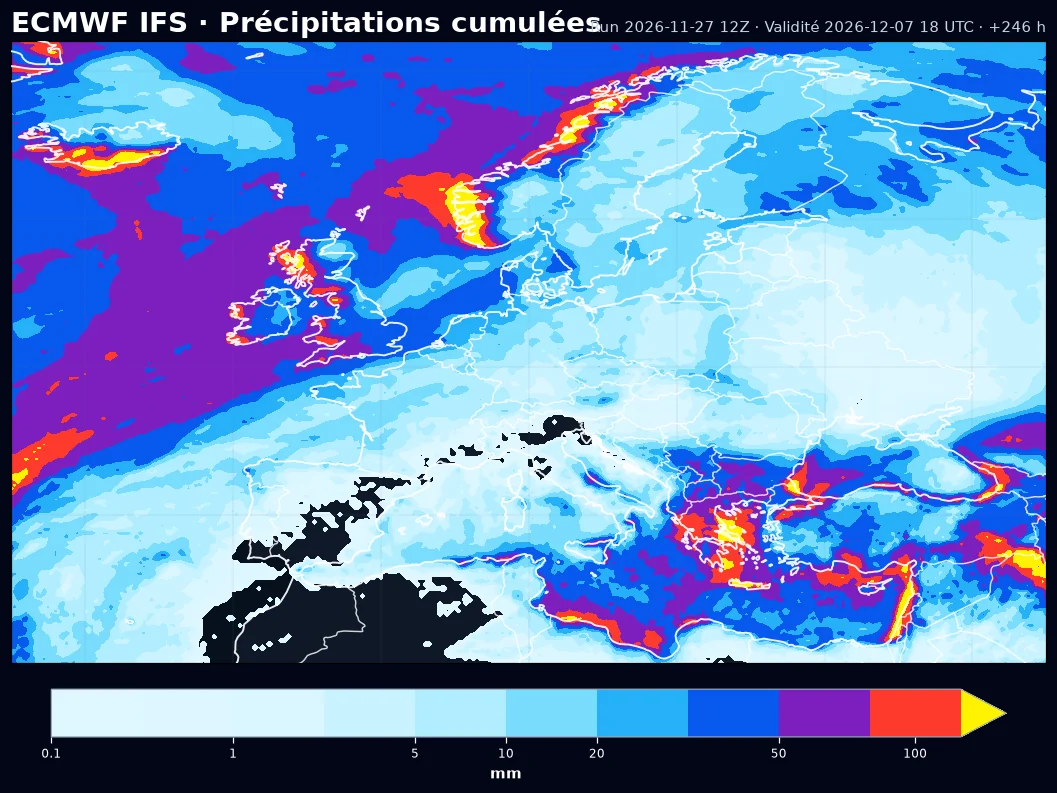 ECMWF IFS · Précipitations cumulées
Run 2026-11-27 12Z · Validité 2026-12-07 18 UTC · +246 h
0.1 1 5 10 20 50 100
mm